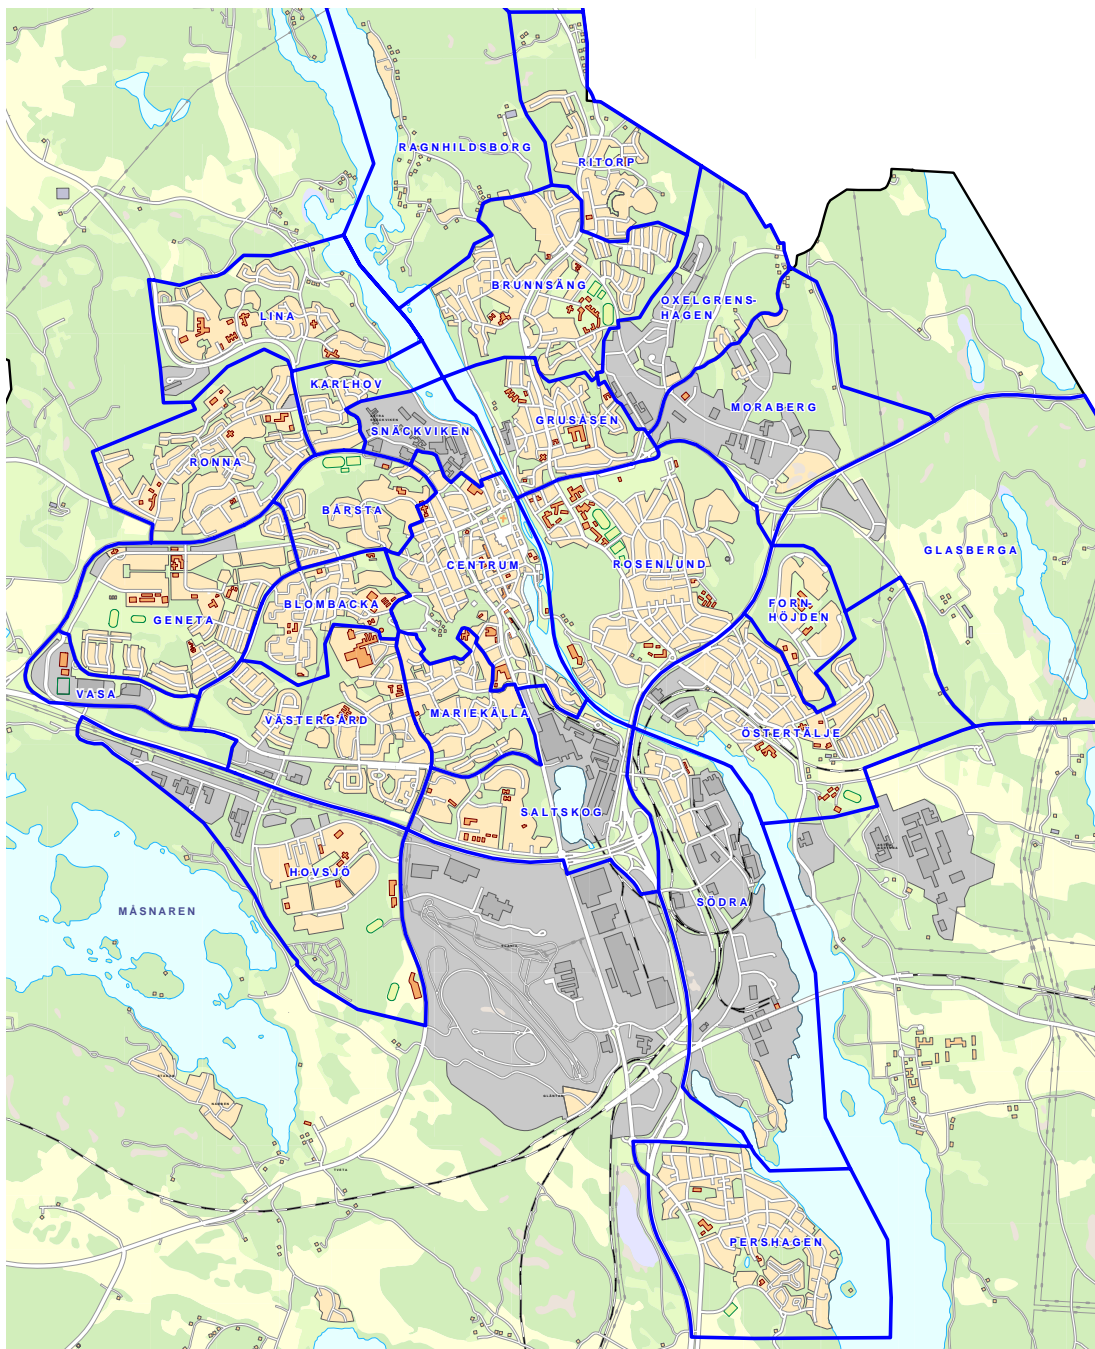 RAGNHILDSBORG
RITORP
BRUNNSÄNG
OXELGRENS-
HAGEN
LINA
KARLHOV
MORABERG
GRUSÅSEN
SNÄCKVIKEN
RONNA
BÅRSTA
GLASBERGA
CENTRUM
ROSENLUND
BLOMBACKA
FORN-
HÖJDEN
GENETA
VASA
VÄSTERGÅRD
MARIEKÄLLA
ÖSTERTÄLJE
SALTSKOG
HOVSJÖ
SÖDRA
MÅSNAREN
PERSHAGEN